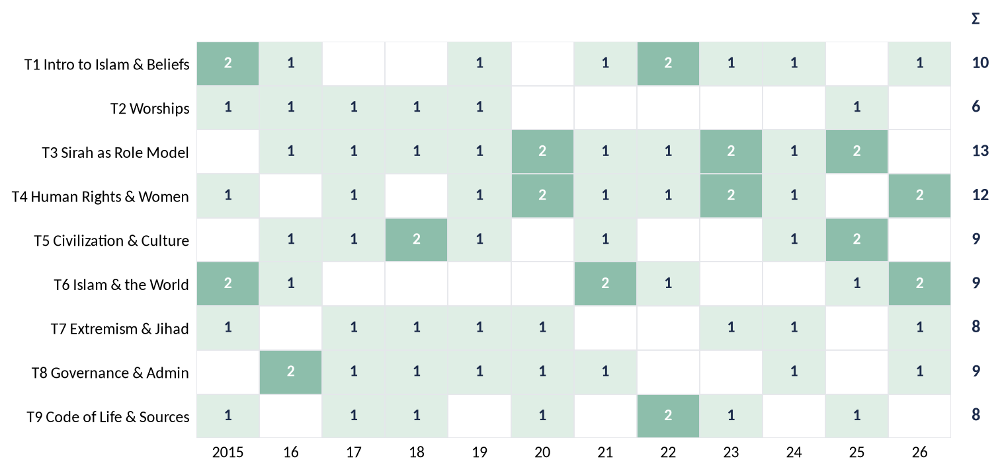 Σ
T1 Intro to Islam & Beliefs 2 1 1 1 2 1 1 1 10
T2 Worships 1 1 1 1 1 1 6
T3 Sirah as Role Model 1 1 1 1 2 1 1 2 1 2 13
T4 Human Rights & Women 1 1 1 2 1 1 2 1 2 12
T5 Civilization & Culture 1 1 2 1 1 1 2 9
T6 Islam & the World 2 1 2 1 1 2 9
T7 Extremism & Jihad 1 1 1 1 1 1 1 1 8
T8 Governance & Admin 2 1 1 1 1 1 1 1 9
T9 Code of Life & Sources 1 1 1 1 2 1 1 8
2015 16 17 18 19 20 21 22 23 24 25 26